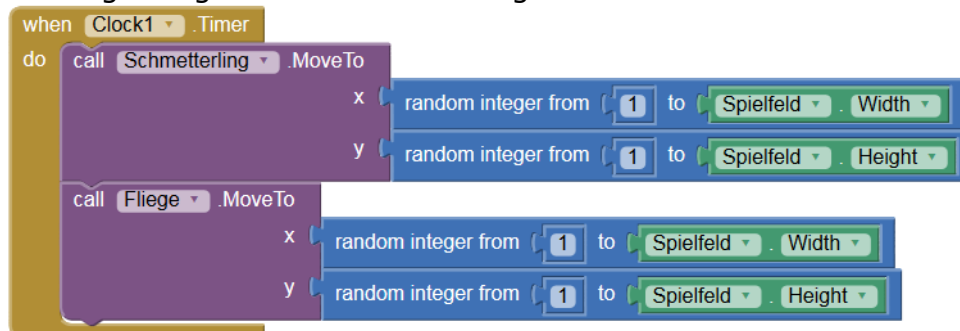 when Clock1 .Timer
do call Schmetterling .MoveTo
x random integer from 1 to Spielfeld . Width
y random integer from 1 to Spielfeld . Height
call Fliege .MoveTo
x random integer from 1 to Spielfeld . Width
y random integer from 1 to Spielfeld . Height